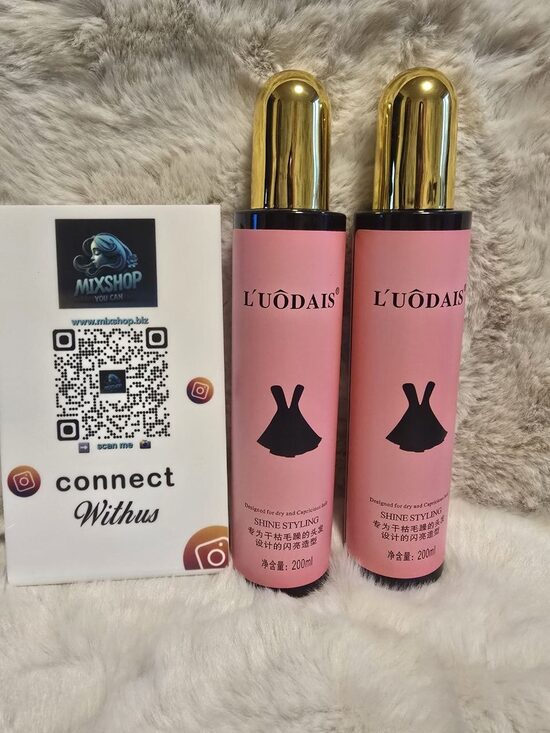 MIXSHOP
YOU CAN
www.mixshop.biz
scan me
connect
Withus
L'UÔDAIS®
Designed for dry and Capricious hair
SHINE STYLING
专为干枯毛躁的头发
设计的闪亮造型
净含量：200ml
L'UÔDAIS®
Designed for dry and Capricious hair
SHINE STYLING
专为干枯毛躁的头发
设计的闪亮造型
净含量：200ml